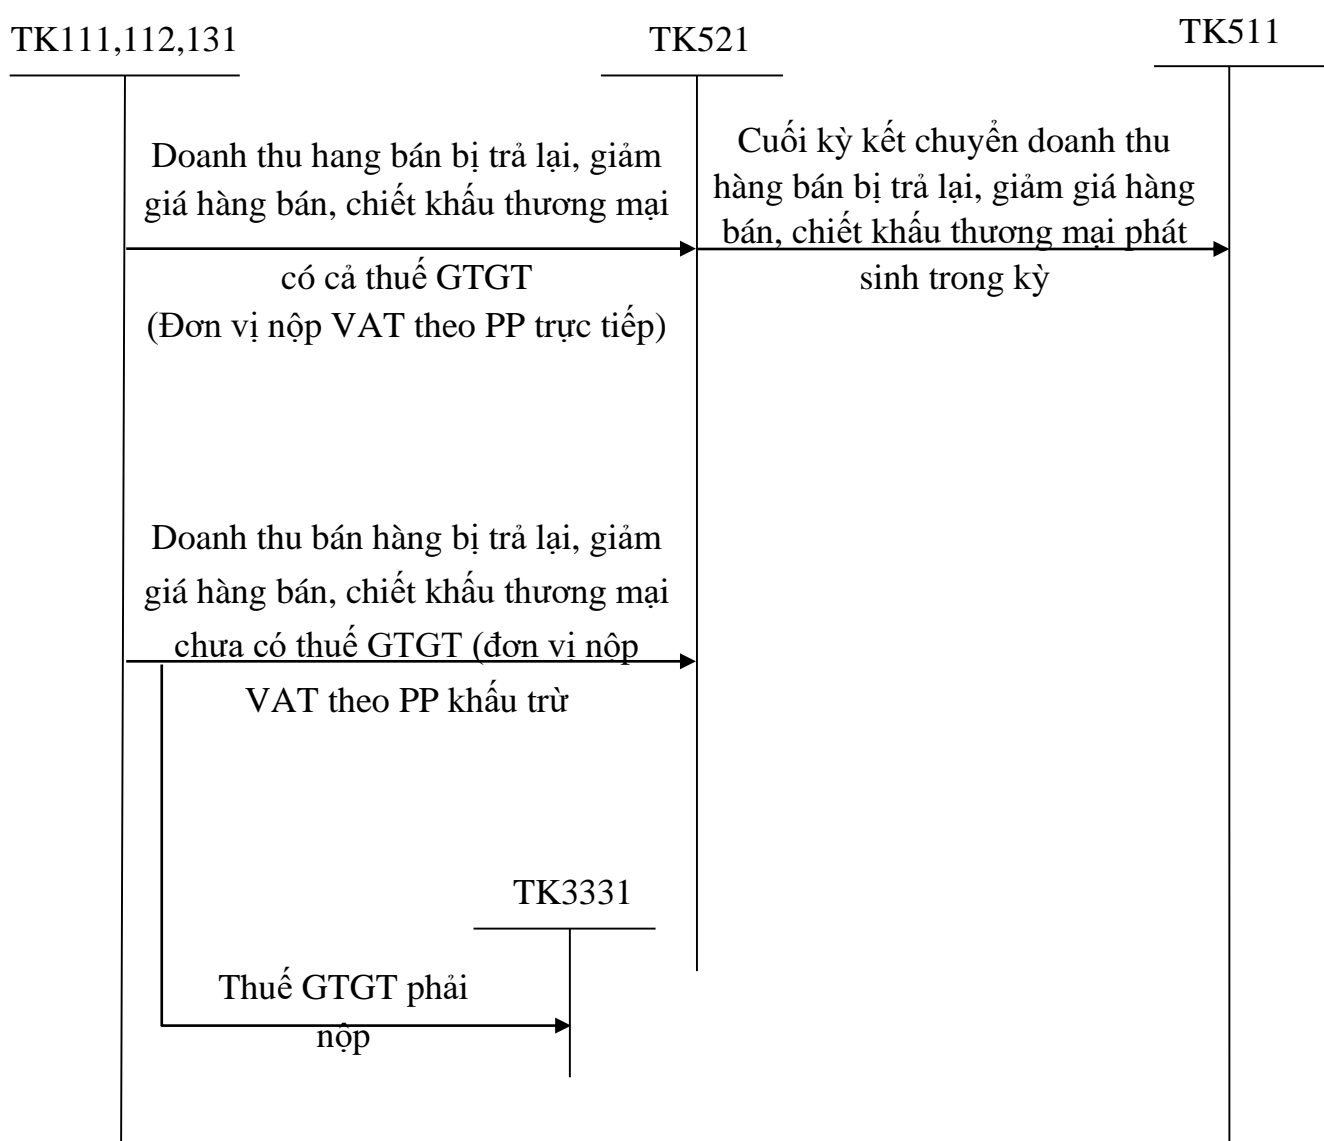 TK111,112,131
TK521
TK511
Doanh thu hang bán bị trả lại, giảm
giá hàng bán, chiết khấu thương mại
có cả thuế GTGT
(Đơn vị nộp VAT theo PP trực tiếp)
Cuối kỳ kết chuyển doanh thu
hàng bán bị trả lại, giảm giá hàng
bán, chiết khấu thương mại phát
sinh trong kỳ
Doanh thu bán hàng bị trả lại, giảm
giá hàng bán, chiết khấu thương mại
chưa có thuế GTGT (đơn vị nộp
VAT theo PP khấu trừ
TK3331
Thuế GTGT phải
nộp